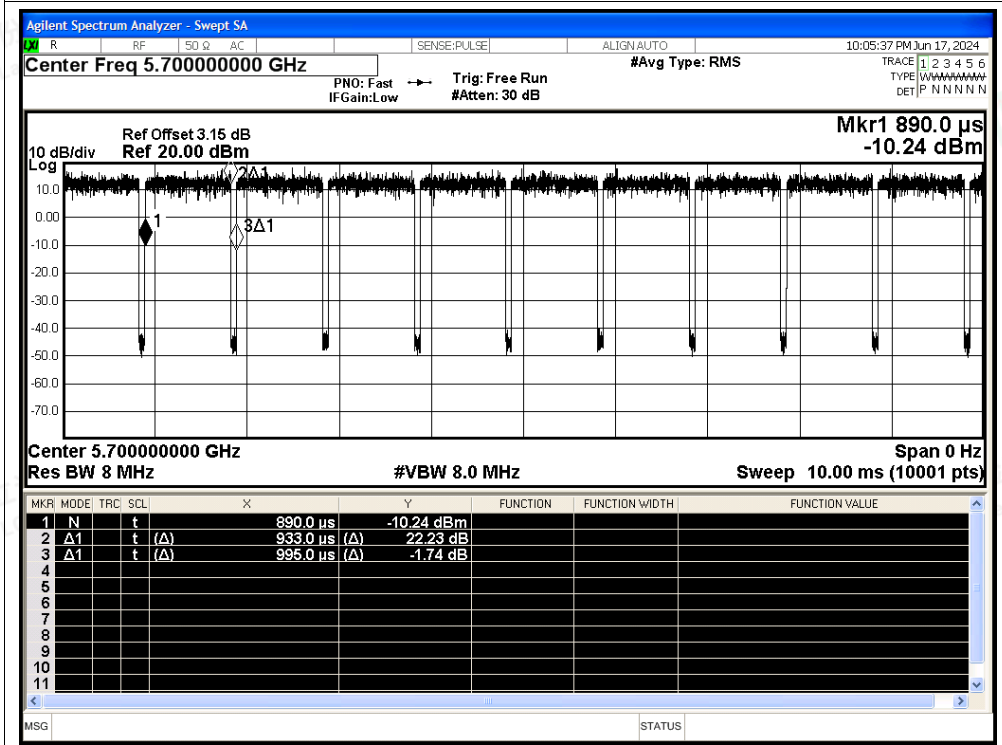 Agilent Spectrum Analyzer - Swept SA
LXI R RF 50 Ω AC SENSE:PULSE ALIGN AUTO 10:05:37 PM Jun 17, 2024
Center Freq 5.700000000 GHz #Avg Type: RMS TRACE 1 2 3 4 5 6
PNO: Fast Trig: Free Run TYPE WWWWWW
IFGain:Low #Atten: 30 dB DET P N N N N N
Mkr1 890.0 µs
Ref Offset 3.15 dB
10 dB/div Ref 20.00 dBm -10.24 dBm
Log
2Δ1
10.0
0.00
1
3Δ1
-10.0
-20.0
-30.0
-40.0
-50.0
-60.0
-70.0
Center 5.700000000 GHz Span 0 Hz
Res BW 8 MHz #VBW 8.0 MHz Sweep 10.00 ms (10001 pts)
MKR MODE TRC SCL X Y FUNCTION FUNCTION WIDTH FUNCTION VALUE
1 N t 890.0 µs -10.24 dBm
2 Δ1 t (Δ) 933.0 µs (Δ) 22.23 dB
3 Δ1 t (Δ) 995.0 µs (Δ) -1.74 dB
4
5
6
7
8
9
10
11
MSG STATUS